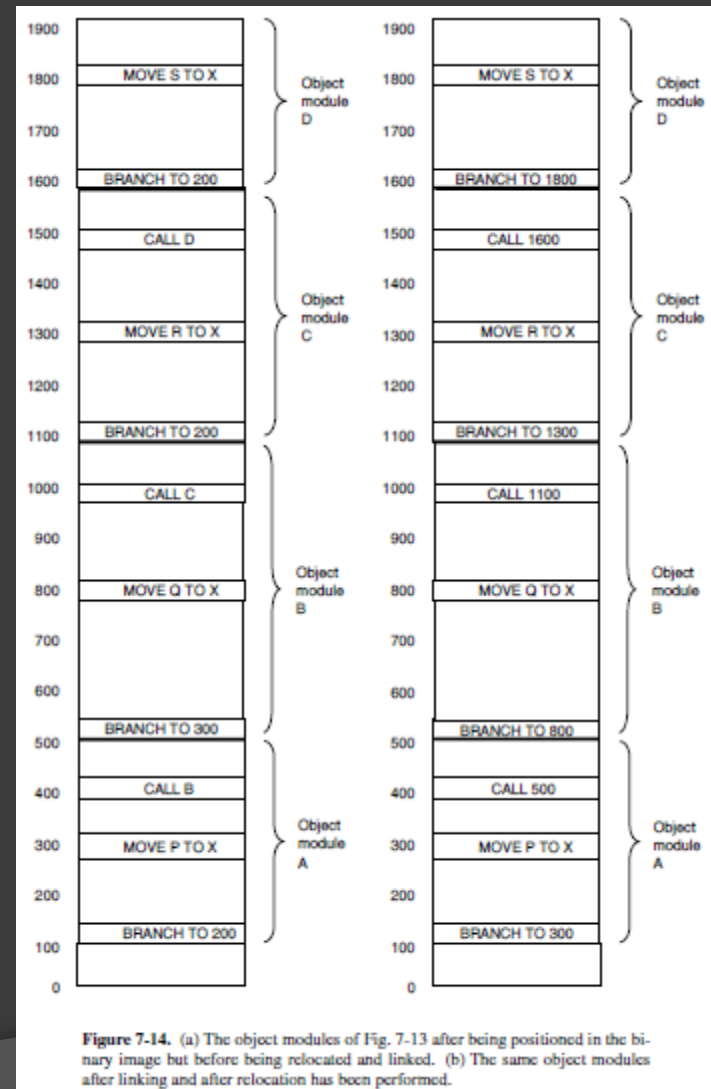 1900
MOVE S TO X
1800
Object
module
D
1700
BRANCH TO 200
1600
1500
CALL D
1400
Object
module
C
MOVE R TO X
1300
1200
BRANCH TO 200
1100
1000
CALL C
900
Object
module
B
MOVE Q TO X
800
700
600
BRANCH TO 300
500
CALL B
400
Object
module
A
MOVE P TO X
300
200
BRANCH TO 200
100
0
1900
MOVE S TO X
1800
Object
module
D
1700
BRANCH TO 1800
1600
1500
CALL 1600
1400
Object
module
C
MOVE R TO X
1300
1200
BRANCH TO 1300
1100
1000
CALL 1100
900
Object
module
B
MOVE Q TO X
800
700
600
BRANCH TO 800
500
CALL 500
400
Object
module
A
MOVE P TO X
300
200
BRANCH TO 300
100
0
Figure 7-14. (a) The object modules of Fig. 7-13 after being positioned in the bi-
nary image but before being relocated and linked. (b) The same object modules
after linking and after relocation has been performed.